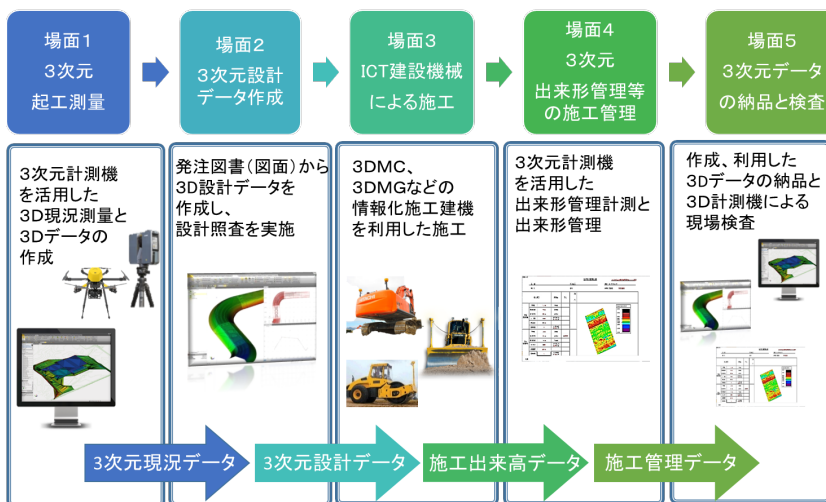 場面1
3次元
起工測量
場面2
3次元設計
データ作成
場面3
ICT建設機械
による施工
場面4
3次元
出来形管理等
の施工管理
場面5
3次元データ
の納品と検査
3次元計測機
を活用した
3D現況測量と
3Dデータの
作成
発注図書(図面)から
3D設計データを
作成し、
設計照査を実施
3DMC、
3DMGなどの
情報化施工建機
を利用した施工
3次元計測機
を活用した
出来形管理計測と
出来形管理
作成、利用した
3Dデータの納品と
3D計測機による
現場検査
3次元現況データ
3次元設計データ
施工出来高データ
施工管理データ